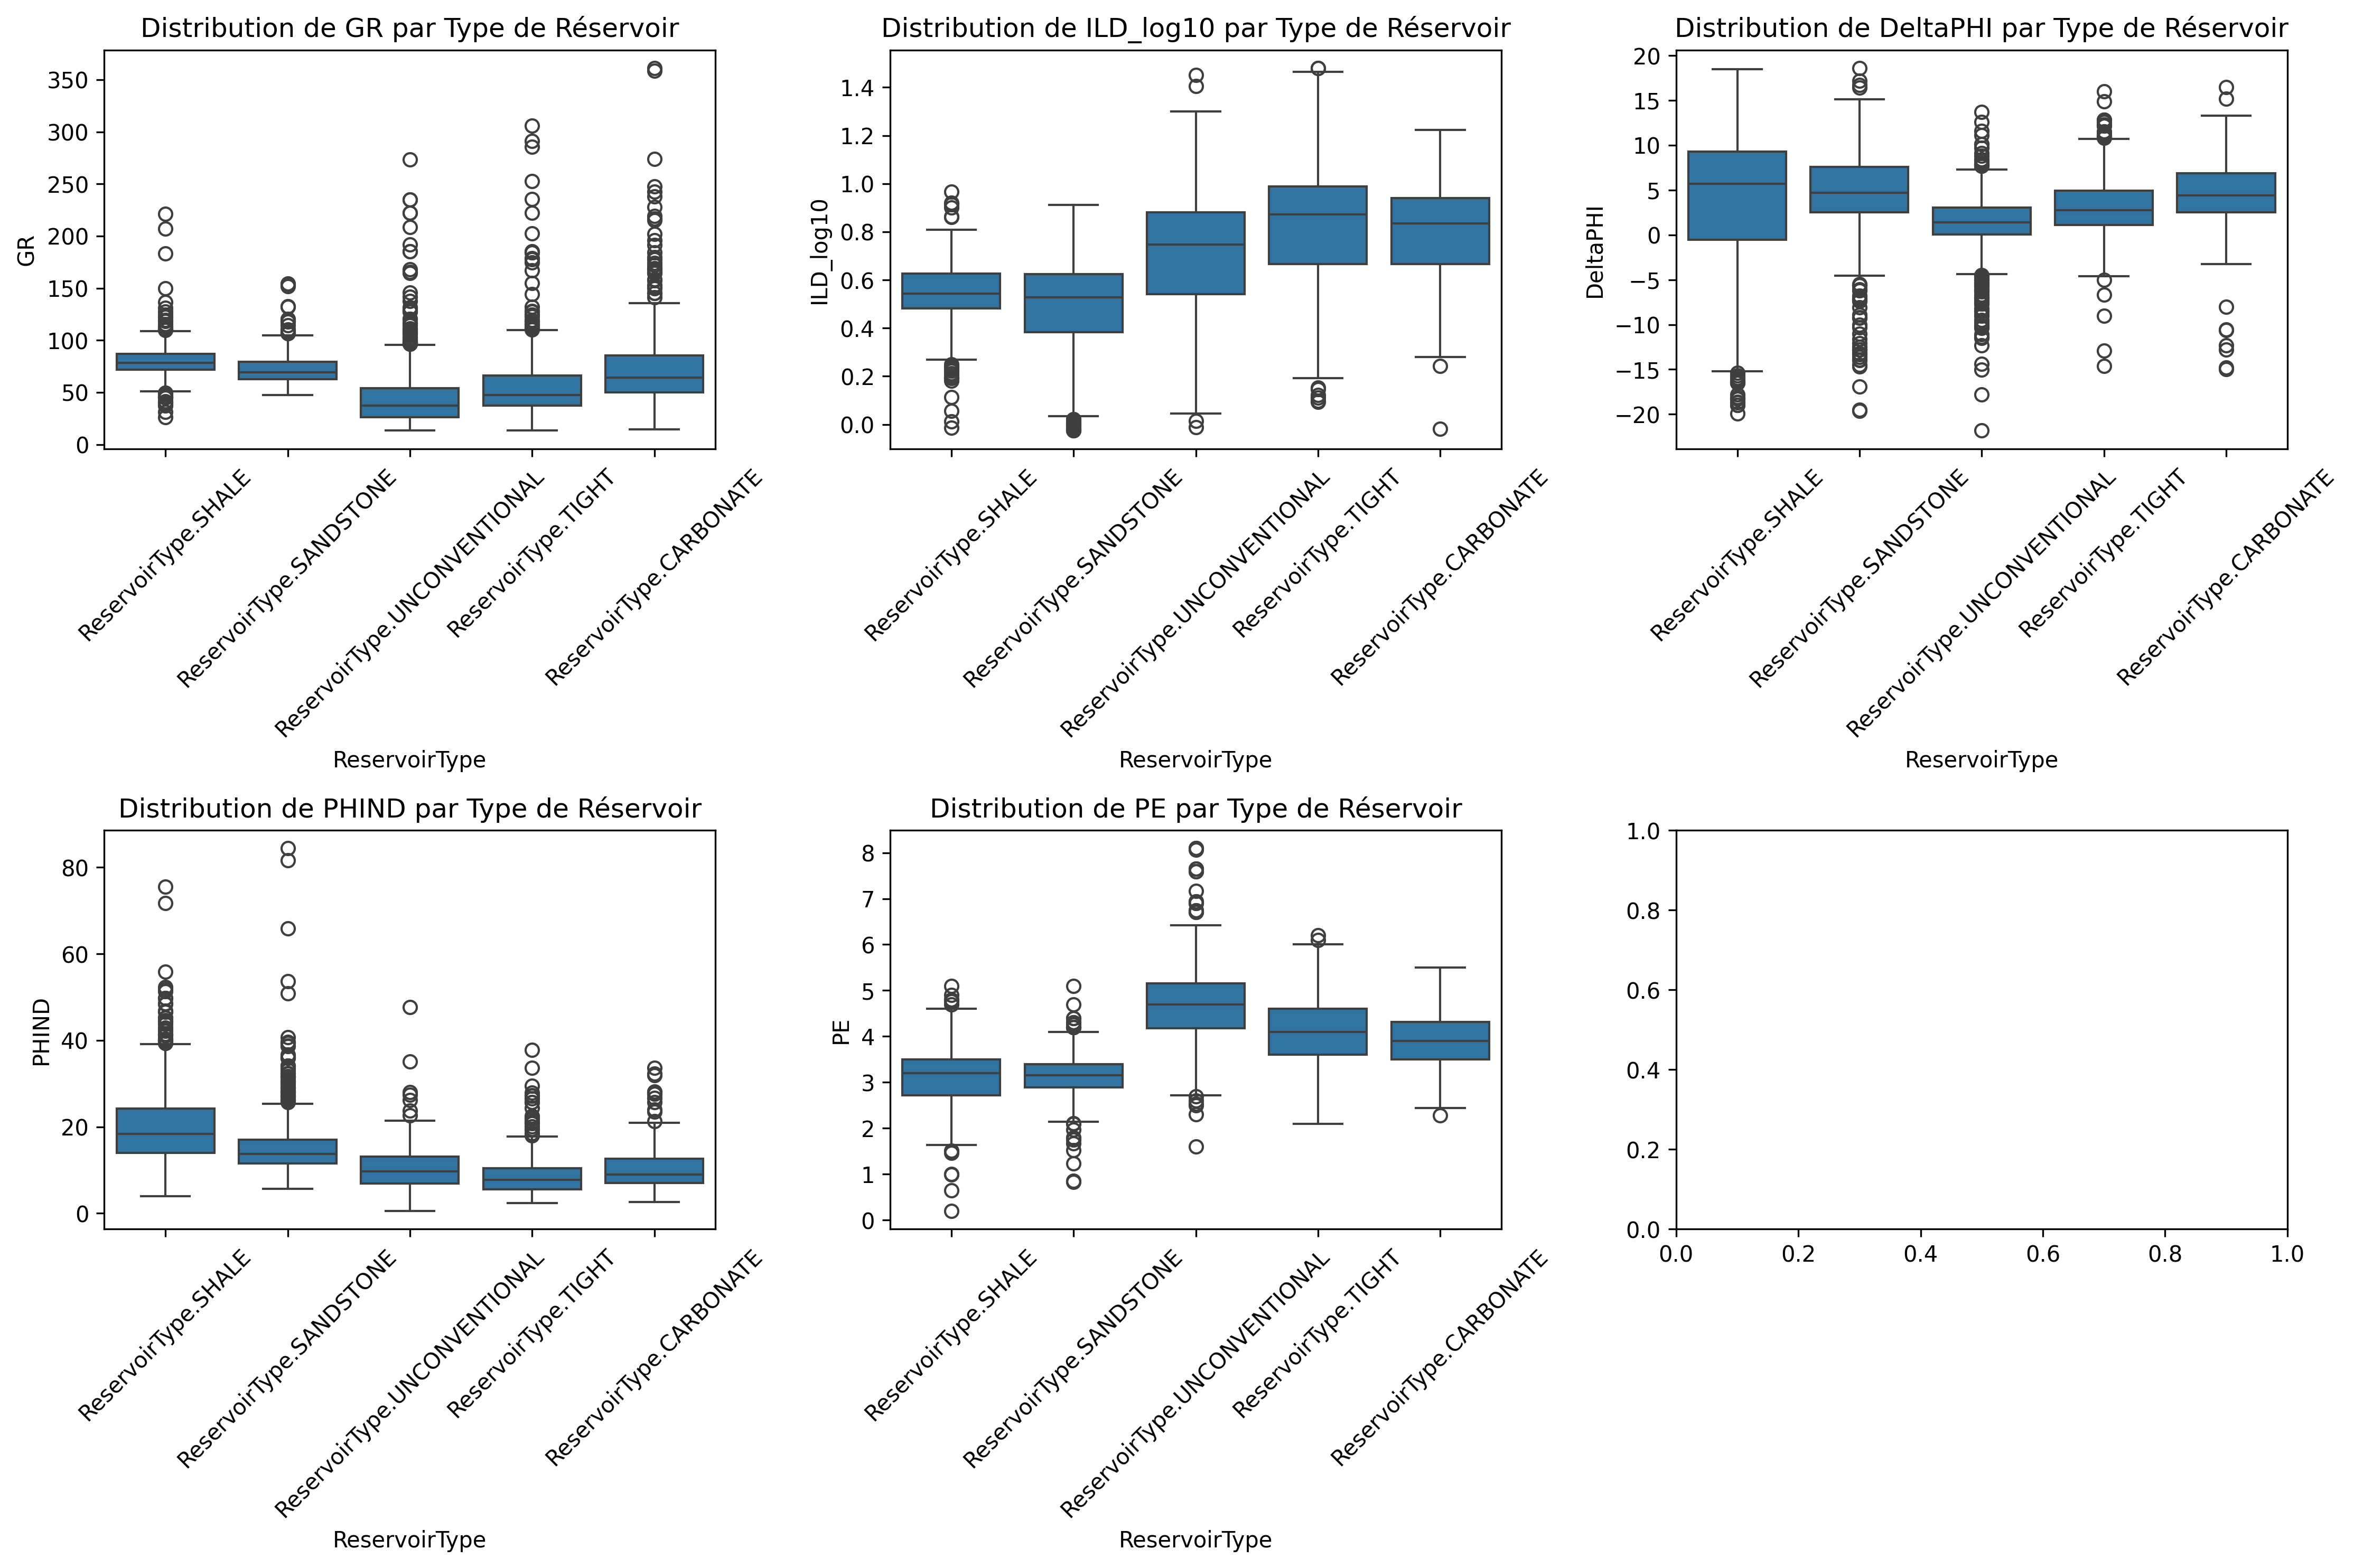 Distribution de GR par Type de Réservoir
GR
350
300
250
200
150
100
50
0
ReservoirType.SHALE
ReservoirType.SANDSTONE
ReservoirType.UNCONVENTIONAL
ReservoirType.TIGHT
ReservoirType.CARBONATE
ReservoirType
Distribution de ILD_log10 par Type de Réservoir
ILD_log10
1.4
1.2
1.0
0.8
0.6
0.4
0.2
0.0
ReservoirType.SHALE
ReservoirType.SANDSTONE
ReservoirType.UNCONVENTIONAL
ReservoirType.TIGHT
ReservoirType.CARBONATE
ReservoirType
Distribution de DeltaPHI par Type de Réservoir
DeltaPHI
20
15
10
5
0
−5
−10
−15
−20
ReservoirType.SHALE
ReservoirType.SANDSTONE
ReservoirType.UNCONVENTIONAL
ReservoirType.TIGHT
ReservoirType.CARBONATE
ReservoirType
Distribution de PHIND par Type de Réservoir
PHIND
80
60
40
20
0
ReservoirType.SHALE
ReservoirType.SANDSTONE
ReservoirType.UNCONVENTIONAL
ReservoirType.TIGHT
ReservoirType.CARBONATE
ReservoirType
Distribution de PE par Type de Réservoir
PE
8
7
6
5
4
3
2
1
0
ReservoirType.SHALE
ReservoirType.SANDSTONE
ReservoirType.UNCONVENTIONAL
ReservoirType.TIGHT
ReservoirType.CARBONATE
ReservoirType
1.0
0.8
0.6
0.4
0.2
0.0
0.0 0.2 0.4 0.6 0.8 1.0